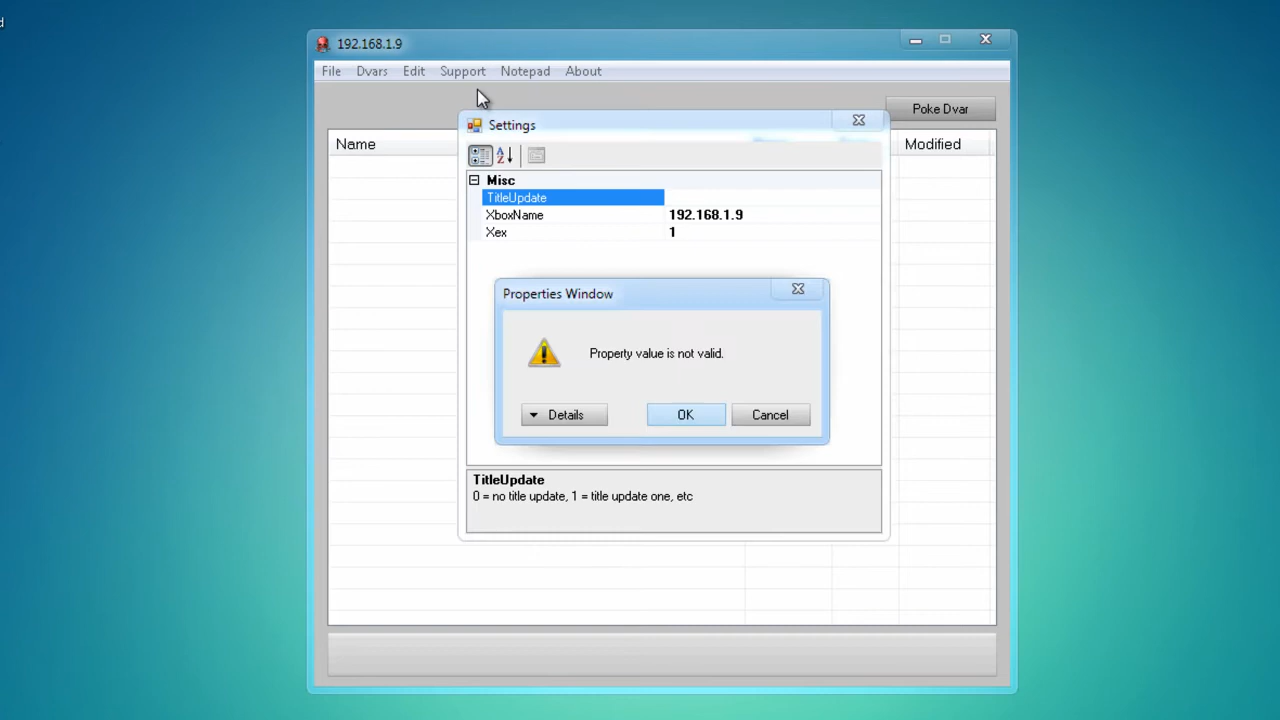 d
192.168.1.9
File Dvars Edit Support Notepad About
Poke Dvar
Settings
Name
Modified
Misc
TitleUpdate
XboxName 192.168.1.9
Xex 1
Properties Window
Property value is not valid.
Details OK Cancel
TitleUpdate
0 = no title update, 1 = title update one, etc